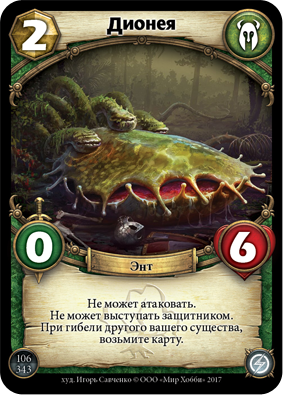 2
Дионея
0
Энт
6
Не может атаковать.
Не может выступать защитником.
При гибели другого вашего существа,
возьмите карту.
106
343
худ. Игорь Савченко © ООО «Мир Хобби» 2017